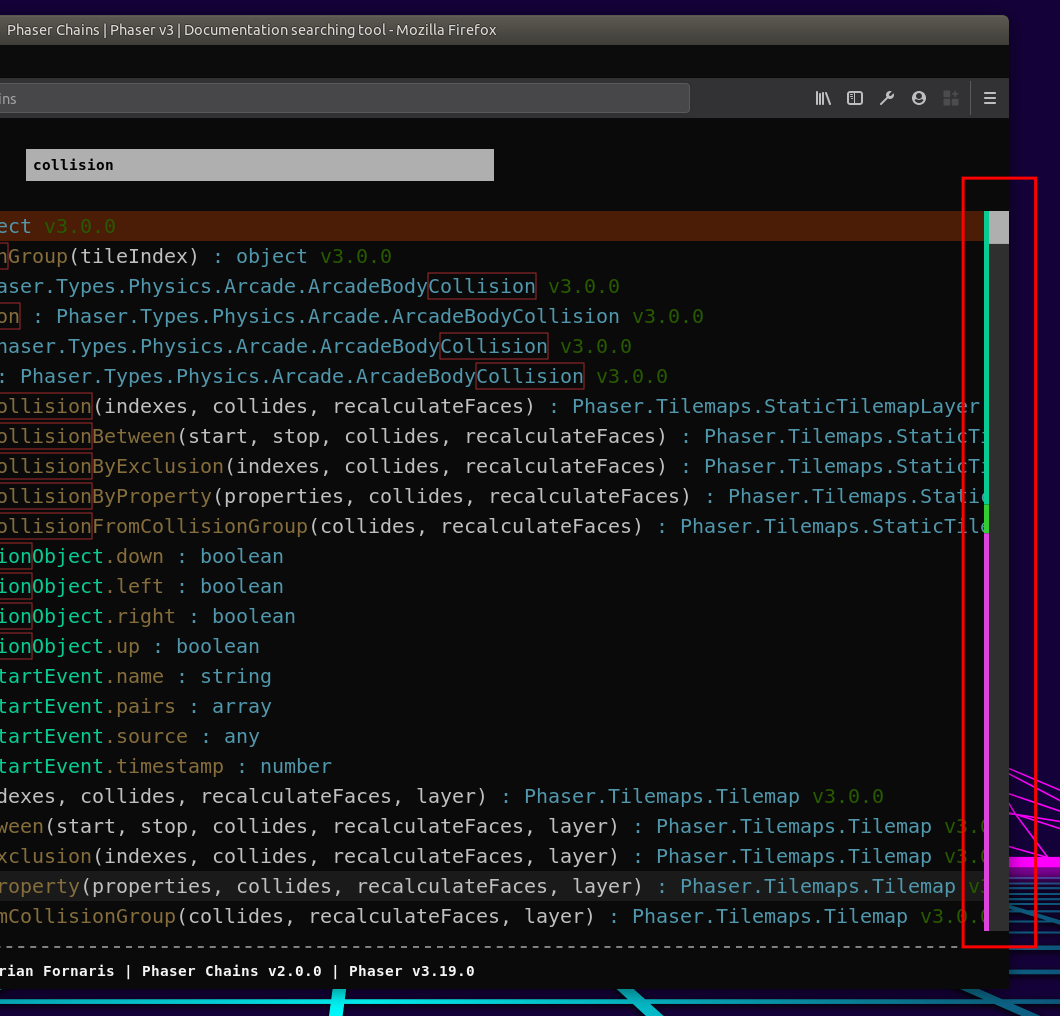 Phaser Chains | Phaser v3 | Documentation searching tool - Mozilla Firefox
ins
collision
ect v3.0.0
nGroup(tileIndex) : object v3.0.0
aser.Types.Physics.Arcade.ArcadeBodyCollision v3.0.0
on : Phaser.Types.Physics.Arcade.ArcadeBodyCollision v3.0.0
haser.Types.Physics.Arcade.ArcadeBodyCollision v3.0.0
: Phaser.Types.Physics.Arcade.ArcadeBodyCollision v3.0.0
ollision(indexes, collides, recalculateFaces) : Phaser.Tilemaps.StaticTilemapLayer
ollisionBetween(start, stop, collides, recalculateFaces) : Phaser.Tilemaps.StaticTi
ollisionByExclusion(indexes, collides, recalculateFaces) : Phaser.Tilemaps.StaticTi
ollisionByProperty(properties, collides, recalculateFaces) : Phaser.Tilemaps.Static
ollisionFromCollisionGroup(collides, recalculateFaces) : Phaser.Tilemaps.StaticTile
ionObject.down : boolean
ionObject.left : boolean
ionObject.right : boolean
ionObject.up : boolean
tartEvent.name : string
tartEvent.pairs : array
tartEvent.source : any
tartEvent.timestamp : number
dexes, collides, recalculateFaces, layer) : Phaser.Tilemaps.Tilemap v3.0.0
ween(start, stop, collides, recalculateFaces, layer) : Phaser.Tilemaps.Tilemap v3.0
xclusion(indexes, collides, recalculateFaces, layer) : Phaser.Tilemaps.Tilemap v3.0
roperty(properties, collides, recalculateFaces, layer) : Phaser.Tilemaps.Tilemap v3
mCollisionGroup(collides, recalculateFaces, layer) : Phaser.Tilemaps.Tilemap v3.0.0
rian Fornaris | Phaser Chains v2.0.0 | Phaser v3.19.0